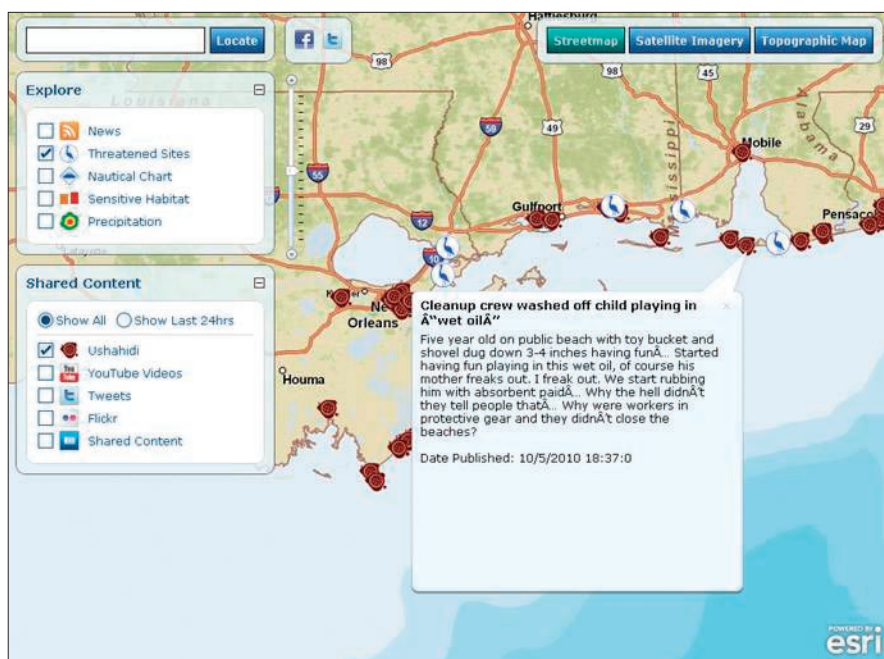 Locate
Streetmap
Satellite Imagery
Topographic Map
Hattiesburg
98
98
45
Explore
News
Threatened Sites
Nautical Chart
Sensitive Habitat
Precipitation
Louisiana
Mississippi
Alabama
59
49
29
55
12
10
Mobile
Gulfport
Pensaco
Lafayette
Shared Content
Show All
Show Last 24hrs
Ushahidi
YouTube Videos
Tweets
Flickr
Shared Content
New
Orleans
Houma
Cleanup crew washed off child playing in
Â“wet oilÂ”
Five year old on public beach with toy bucket and
shovel dug down 3-4 inches having funÂ… Started
having fun playing in this wet oil, of course his
mother freaks out. I freak out. We start rubbing
him with absorbent paidÂ… Why the hell didnÂ’t
they tell people thatÂ… Why were workers in
protective gear and they didnÂ’t close the
beaches?
Date Published: 10/5/2010 18:37:0
POWERED BY
esri